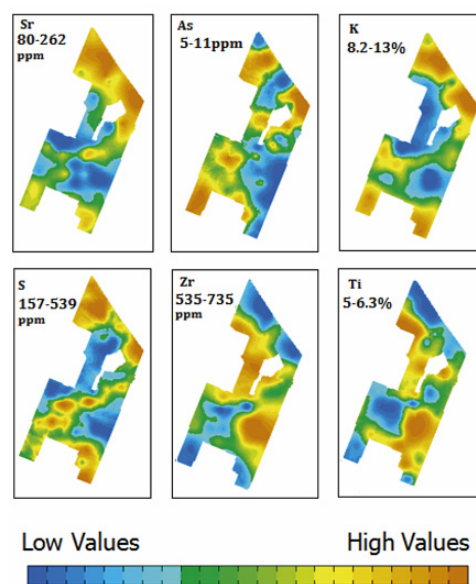 Sr
80-262
ppm
As
5-11ppm
K
8.2-13%
S
157-539
ppm
Zr
535-735
ppm
Ti
5-6.3%
Low Values High Values